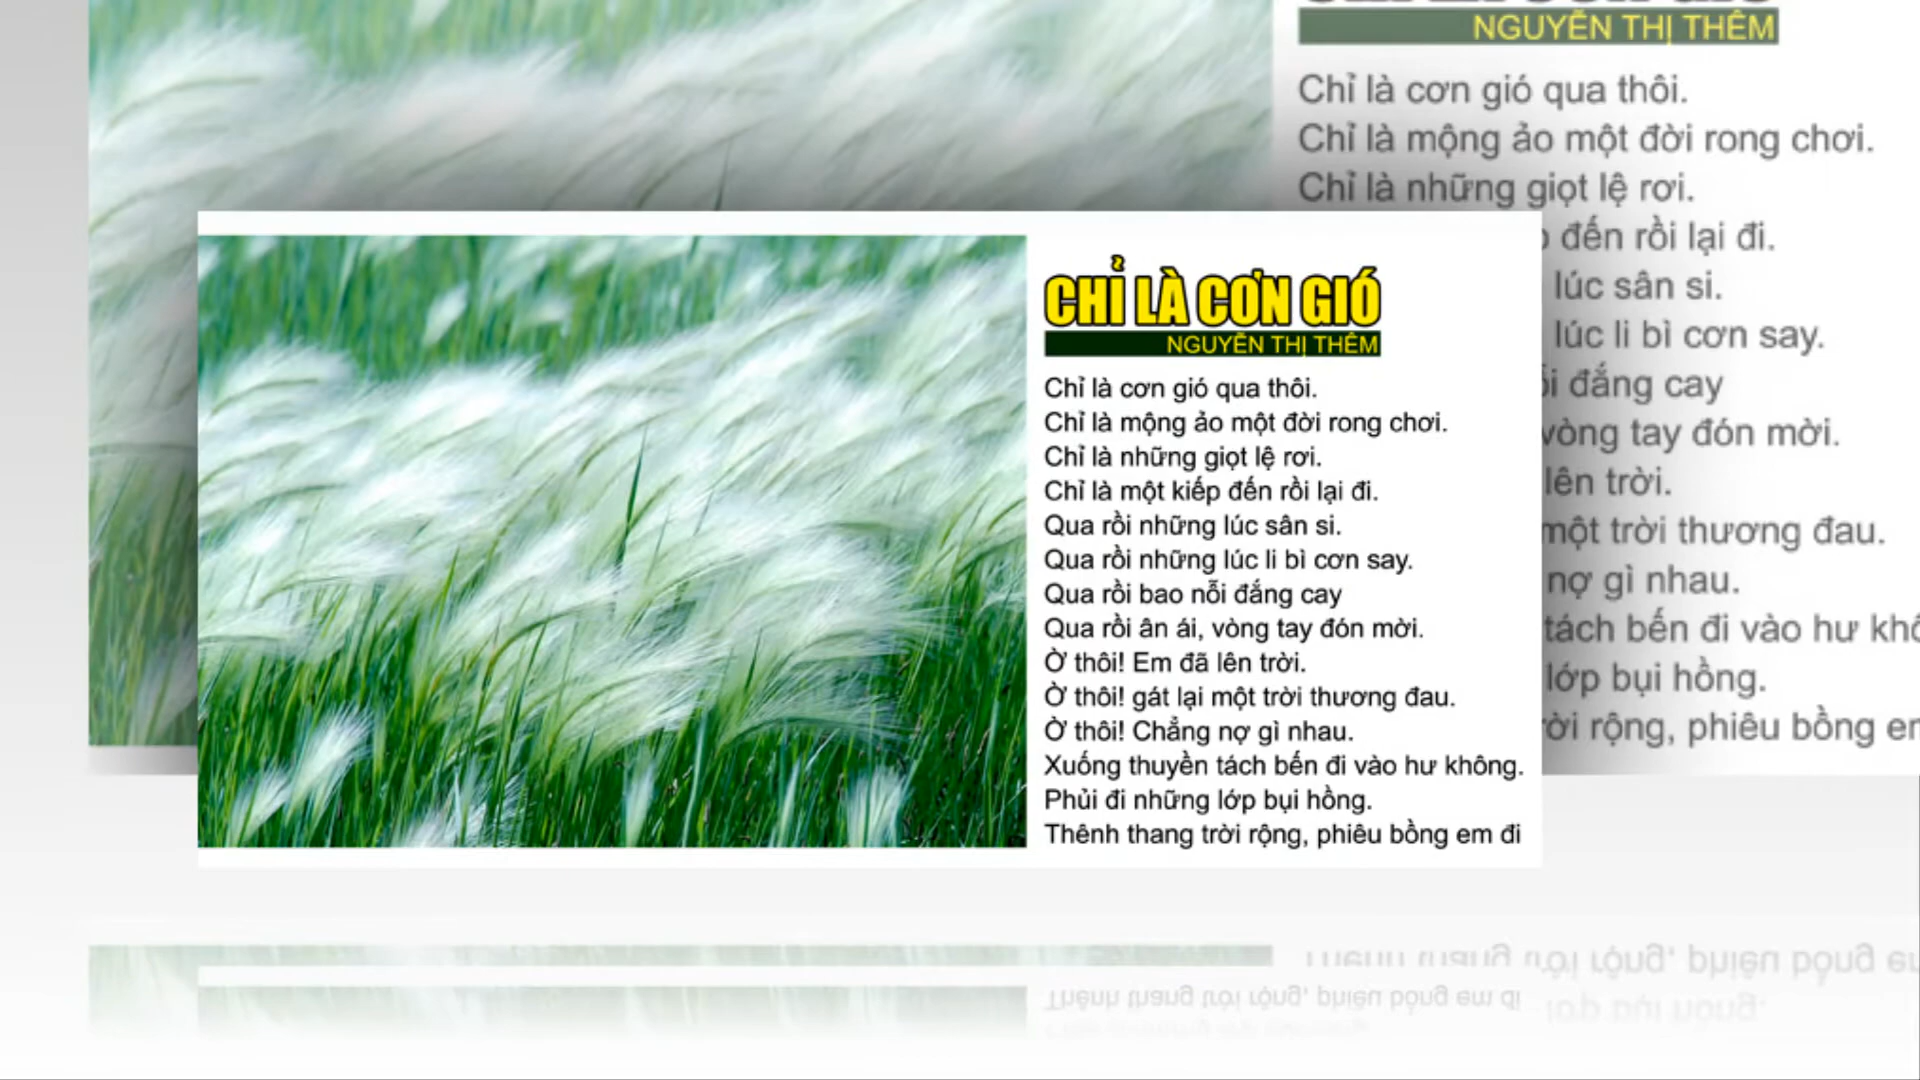 CHỈ LÀ CƠN GIÓ
NGUYỄN THỊ THÊM
Chỉ là cơn gió qua thôi.
Chỉ là mộng ảo một đời rong chơi.
Chỉ là những giọt lệ rơi.
Chỉ là một kiếp đến rồi lại đi.
Qua rồi những lúc sân si.
Qua rồi những lúc li bì cơn say.
Qua rồi bao nỗi đắng cay
Qua rồi ân ái, vòng tay đón mời.
Ờ thôi! Em đã lên trời.
Ờ thôi! gát lại một trời thương đau.
Ờ thôi! Chẳng nợ gì nhau.
Xuống thuyền tách bến đi vào hư không.
Phủi đi những lớp bụi hồng.
Thênh thang trời rộng, phiêu bồng em đi
NGUYỄN THỊ THÊM
Chỉ là cơn gió qua thôi.
Chỉ là mộng ảo một đời rong chơi.
Chỉ là những giọt lệ rơi.
đến rồi lại đi.
lúc sân si.
lúc li bì cơn say.
đắng cay
vòng tay đón mời.
lên trời.
một trời thương đau.
nợ gì nhau.
tách bến đi vào hư
lớp bụi hồng.
rộng, phiêu bồng